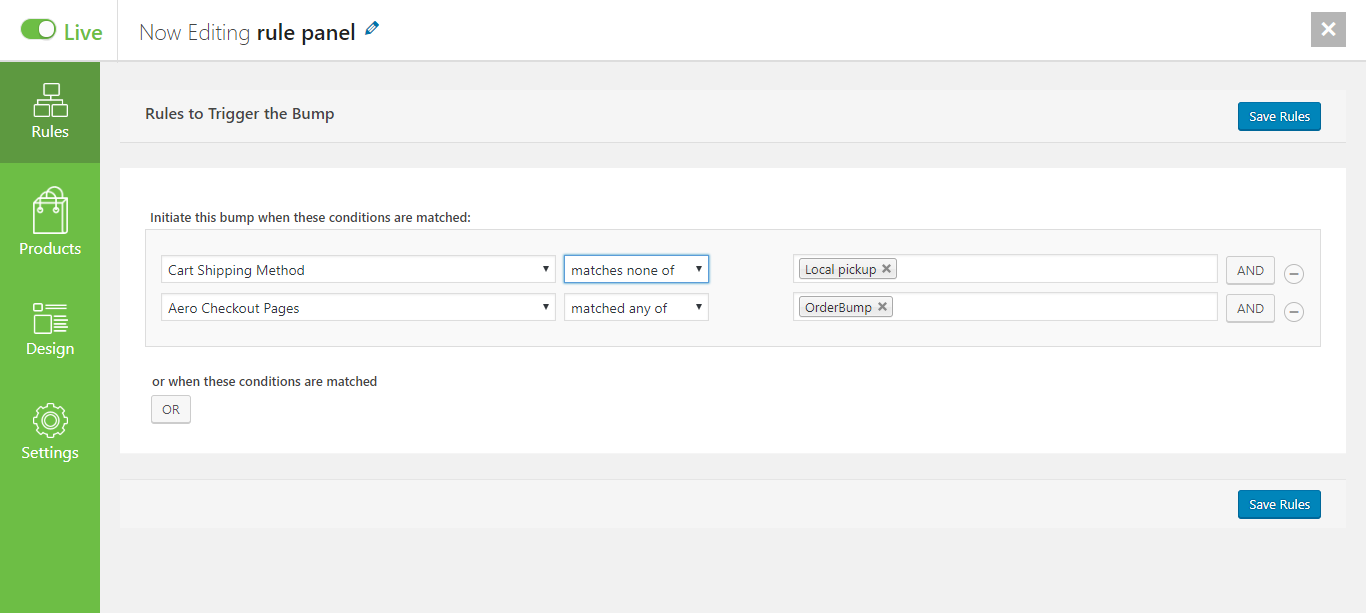 Live
Now Editing rule panel
Rules
Rules to Trigger the Bump
Save Rules
Products
Design
Settings
Initiate this bump when these conditions are matched:
Cart Shipping Method matches none of Local pickup AND
Aero Checkout Pages matched any of OrderBump AND
or when these conditions are matched
OR
Save Rules